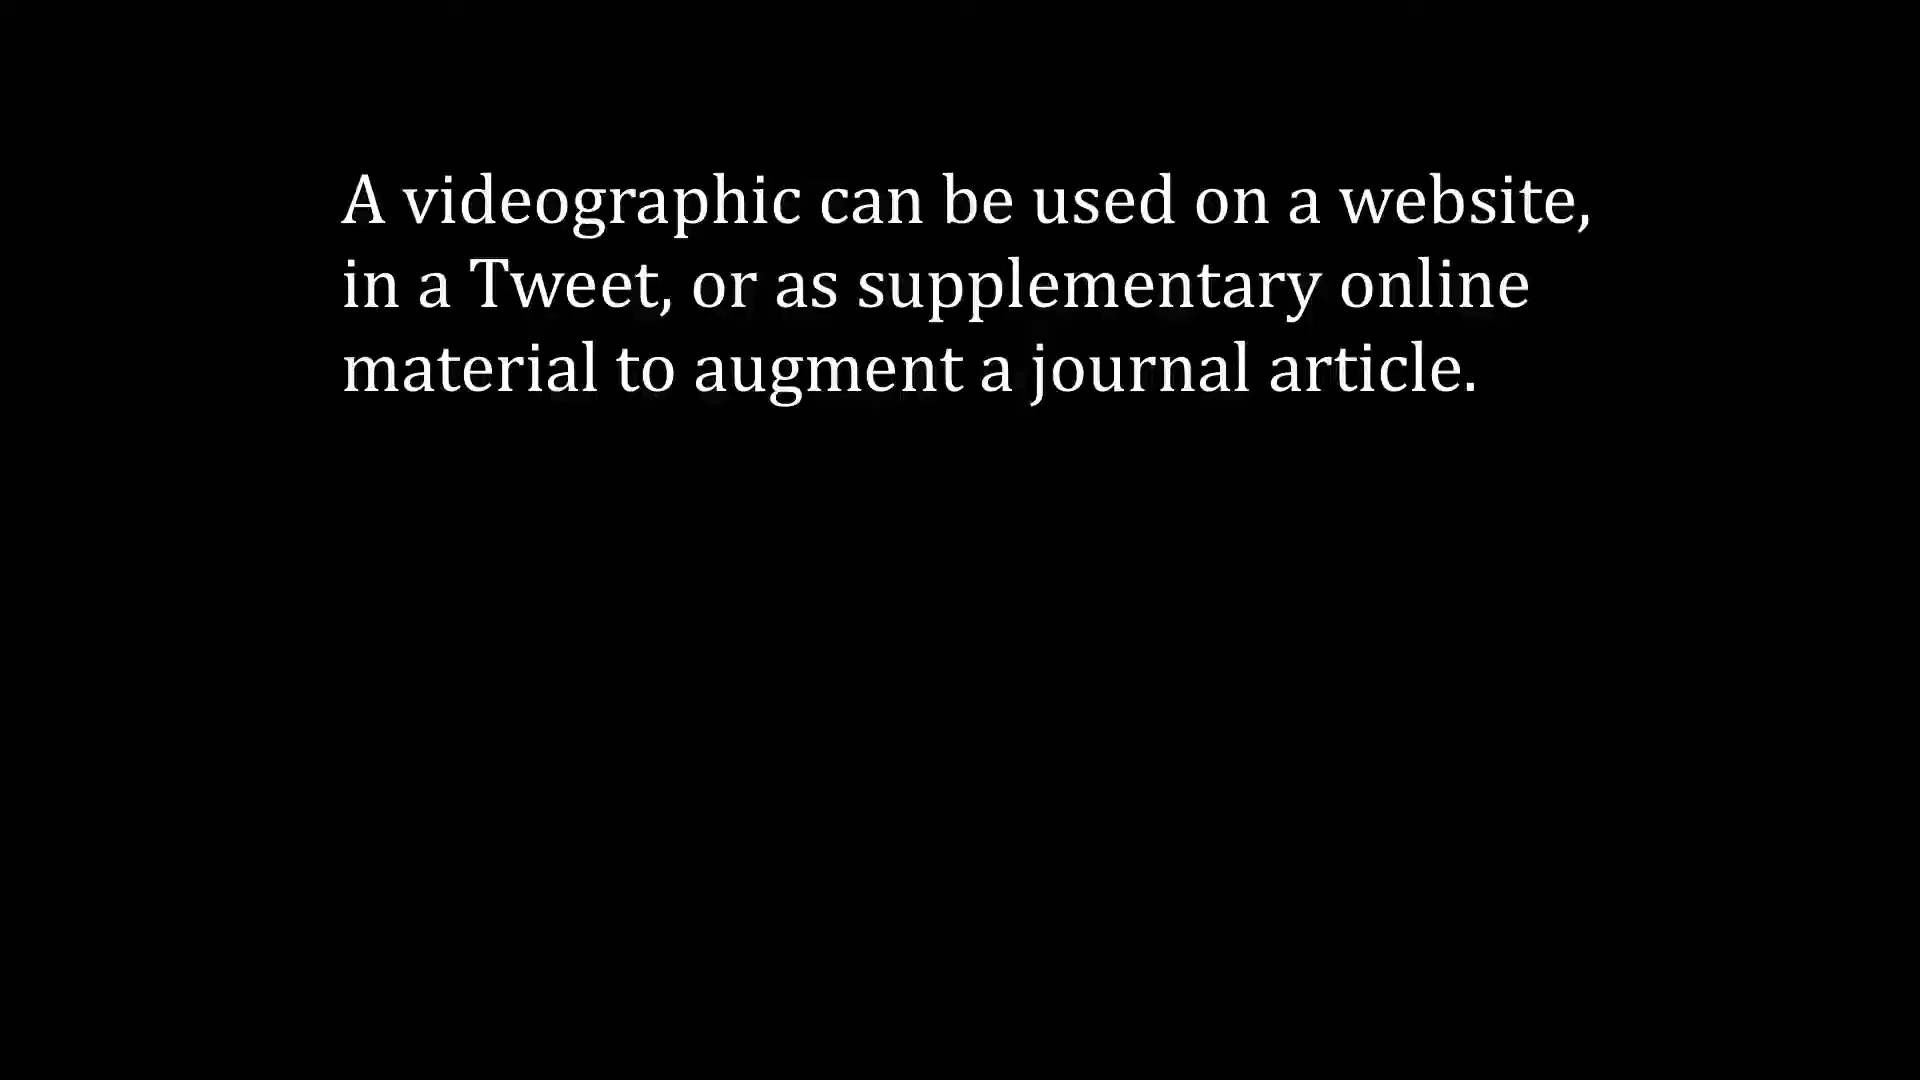 A videographic can be used on a website,
in a Tweet, or as supplementary online
material to augment a journal article.